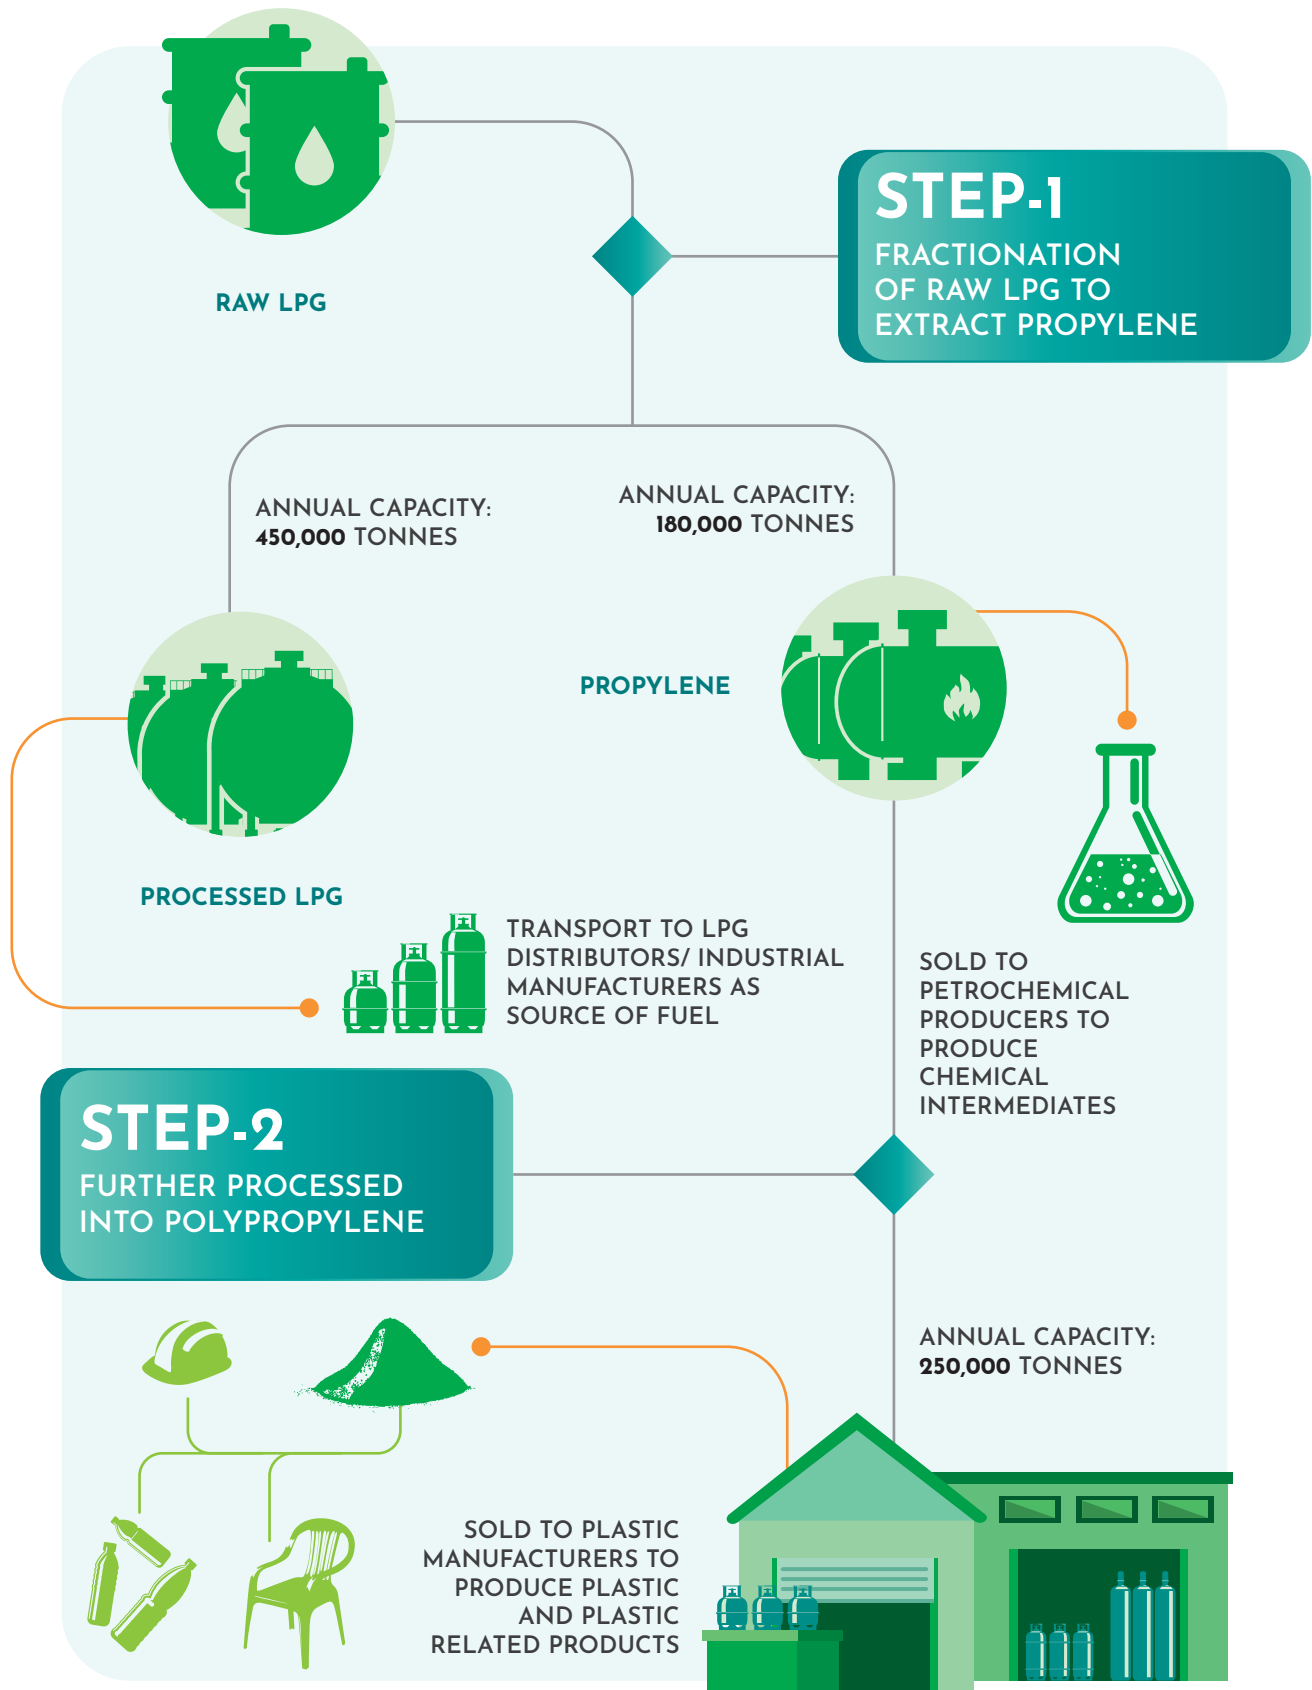 RAW LPG
STEP-1
FRACTIONATION
OF RAW LPG TO
EXTRACT PROPYLENE
ANNUAL CAPACITY:
450,000 TONNES
ANNUAL CAPACITY:
180,000 TONNES
PROPYLENE
PROCESSED LPG
TRANSPORT TO LPG
DISTRIBUTORS/ INDUSTRIAL
MANUFACTURERS AS
SOURCE OF FUEL
SOLD TO
PETROCHEMICAL
PRODUCERS TO
PRODUCE
CHEMICAL
INTERMEDIATES
STEP-2
FURTHER PROCESSED
INTO POLYPROPYLENE
ANNUAL CAPACITY:
250,000 TONNES
SOLD TO PLASTIC
MANUFACTURERS TO
PRODUCE PLASTIC
AND PLASTIC
RELATED PRODUCTS